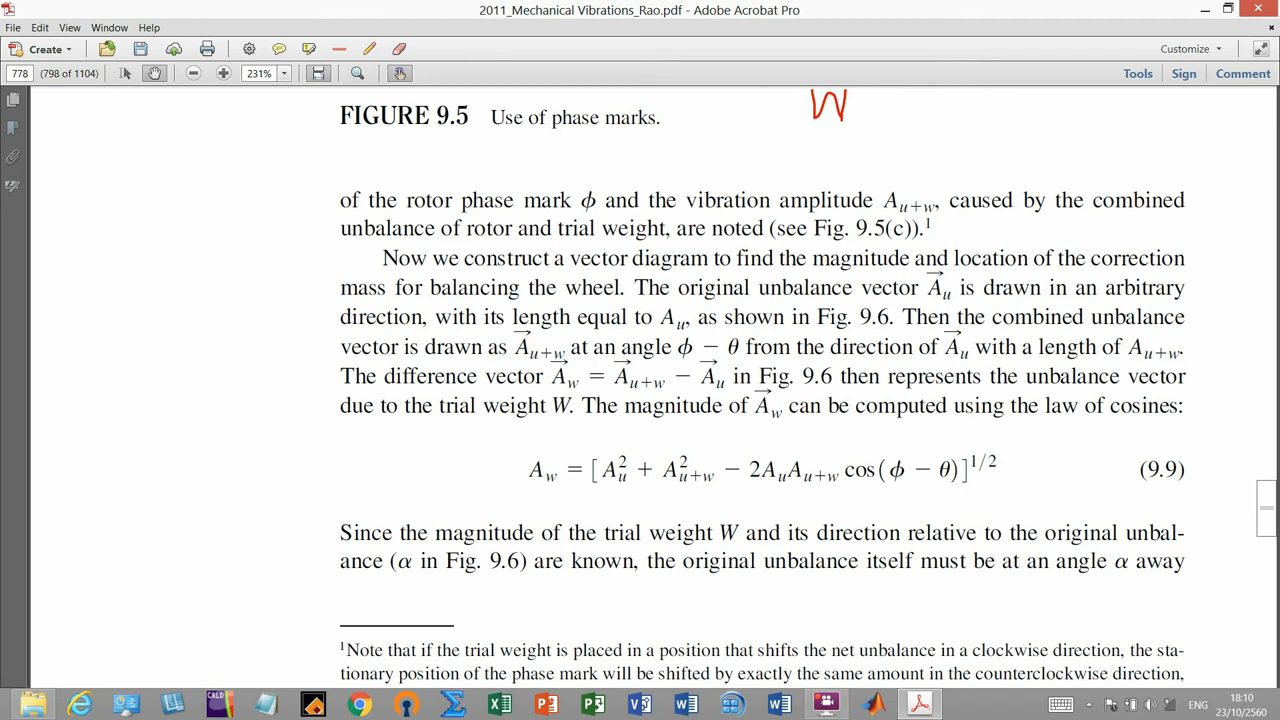 2011_Mechanical Vibrations_Rao.pdf - Adobe Acrobat Pro
File Edit View Window Help
Create Customize
778 (798 of 1104) 231% Tools Sign Comment
W
FIGURE 9.5 Use of phase marks.
of the rotor phase mark ϕ and the vibration amplitude A_{u+w}, caused by the combined
unbalance of rotor and trial weight, are noted (see Fig. 9.5(c)).¹
Now we construct a vector diagram to find the magnitude and location of the correction
mass for balancing the wheel. The original unbalance vector \vec{A}_u is drawn in an arbitrary
direction, with its length equal to A_u, as shown in Fig. 9.6. Then the combined unbalance
vector is drawn as \vec{A}_{u+w} at an angle ϕ − θ from the direction of \vec{A}_u with a length of A_{u+w}.
The difference vector \vec{A}_w = \vec{A}_{u+w} − \vec{A}_u in Fig. 9.6 then represents the unbalance vector
due to the trial weight W. The magnitude of \vec{A}_w can be computed using the law of cosines:
A_w = [A_u^2 + A_{u+w}^2 − 2A_uA_{u+w} cos(ϕ − θ)]^{1/2} (9.9)
Since the magnitude of the trial weight W and its direction relative to the original unbal-
ance (α in Fig. 9.6) are known, the original unbalance itself must be at an angle α away
¹Note that if the trial weight is placed in a position that shifts the net unbalance in a clockwise direction, the sta-
tionary position of the phase mark will be shifted by exactly the same amount in the counterclockwise direction,
CALD
ENG
18:10
23/10/2560